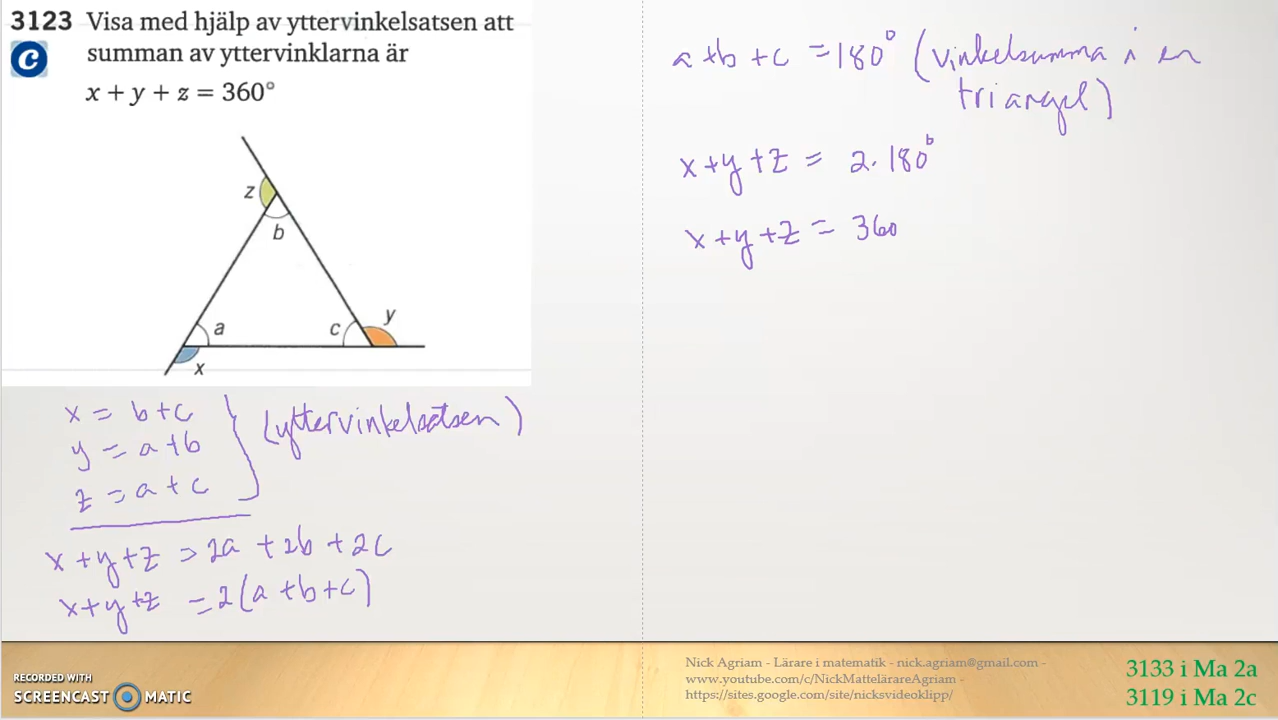 3123 Visa med hjälp av yttervinkelsatsen att
C summan av yttervinklarna är
x + y + z = 360°
z
b
a
c
y
x
x = b+c
y = a+b
z = a+c
(yttervinkelsatsen)
x+y+z = 2a + 2b + 2c
x+y+z = 2(a+b+c)
a+b+c = 180° (vinkelsumma i en
triangel)
x+y+z = 2·180°
x+y+z = 360
RECORDED WITH
SCREENCAST MATIC
Nick Agriam - Lärare i matematik - nick.agriam@gmail.com -
www.youtube.com/c/NickMattelärareAgriam -
https://sites.google.com/site/nicksvideoklipp/
3133 i Ma 2a
3119 i Ma 2c